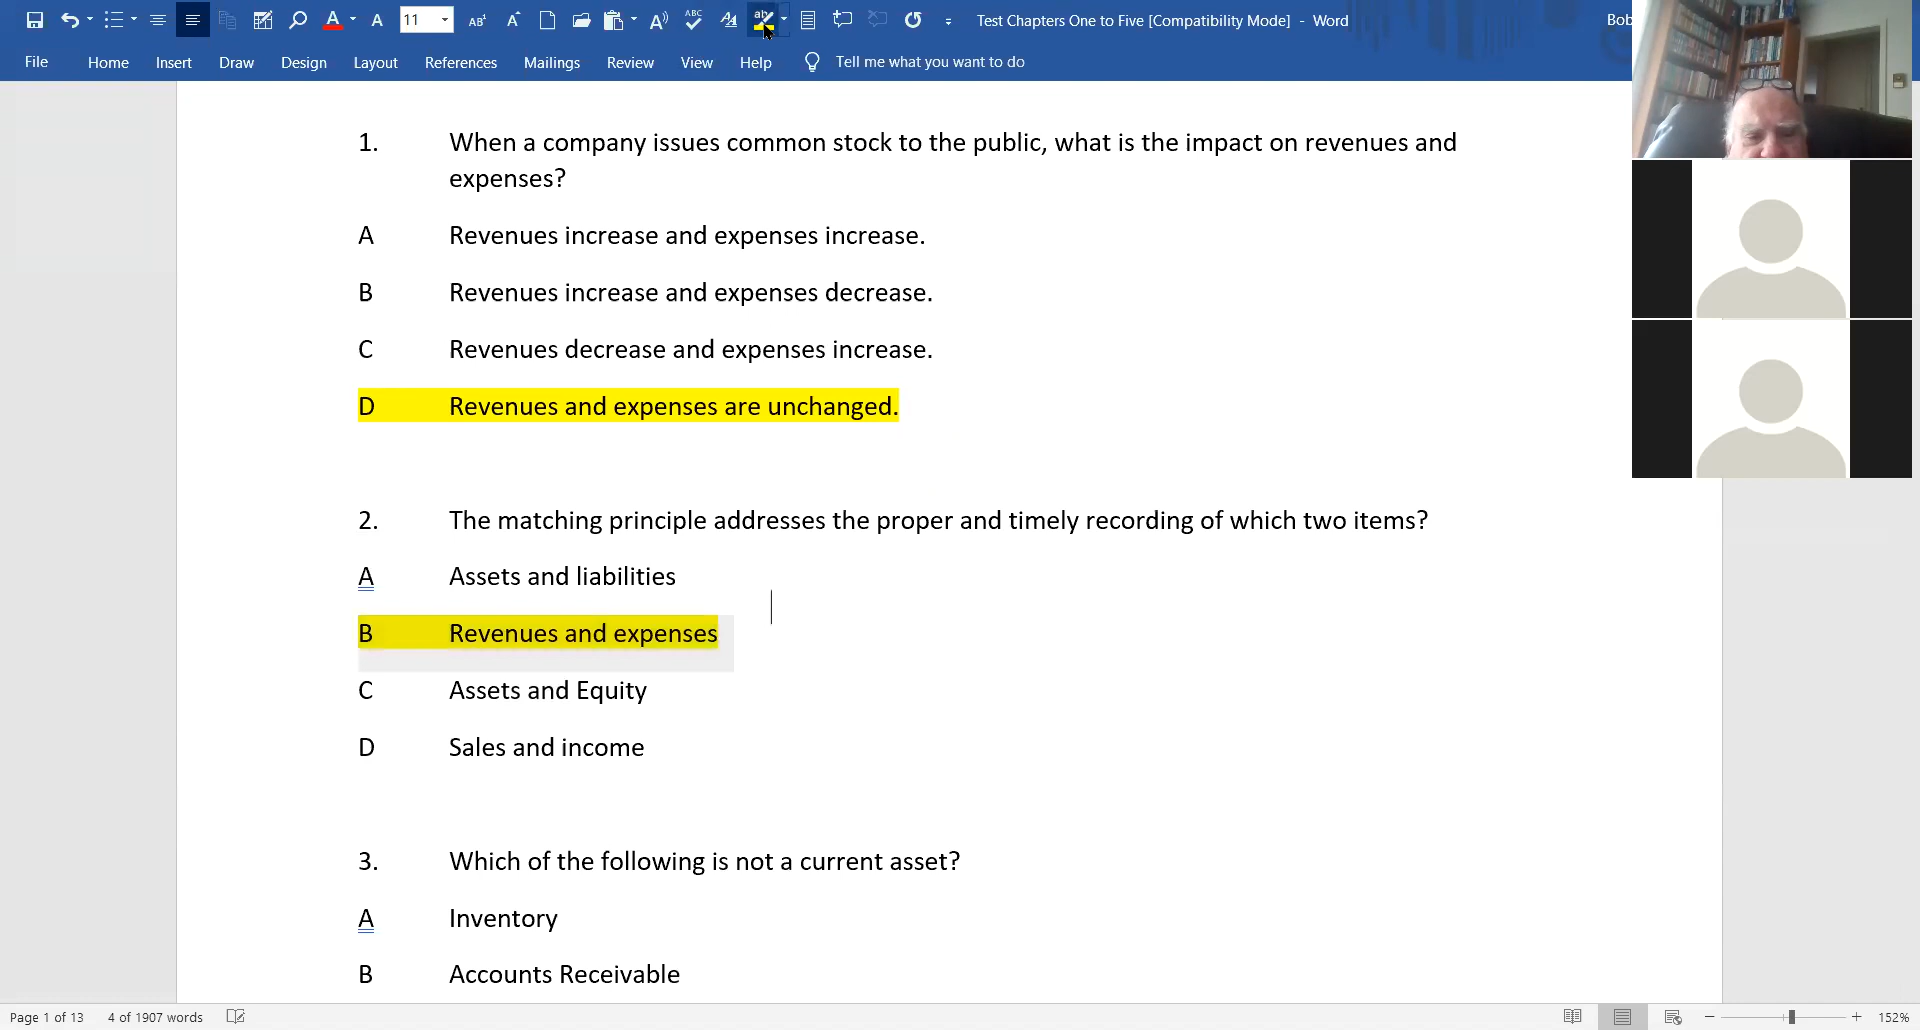 11
Test Chapters One to Five [Compatibility Mode] - Word
Bob
File Home Insert Draw Design Layout References Mailings Review View Help Tell me what you want to do
1. When a company issues common stock to the public, what is the impact on revenues and
expenses?
A Revenues increase and expenses increase.
B Revenues increase and expenses decrease.
C Revenues decrease and expenses increase.
D Revenues and expenses are unchanged.
2. The matching principle addresses the proper and timely recording of which two items?
A Assets and liabilities
B Revenues and expenses
C Assets and Equity
D Sales and income
3. Which of the following is not a current asset?
A Inventory
B Accounts Receivable
Page 1 of 13 4 of 1907 words 152%